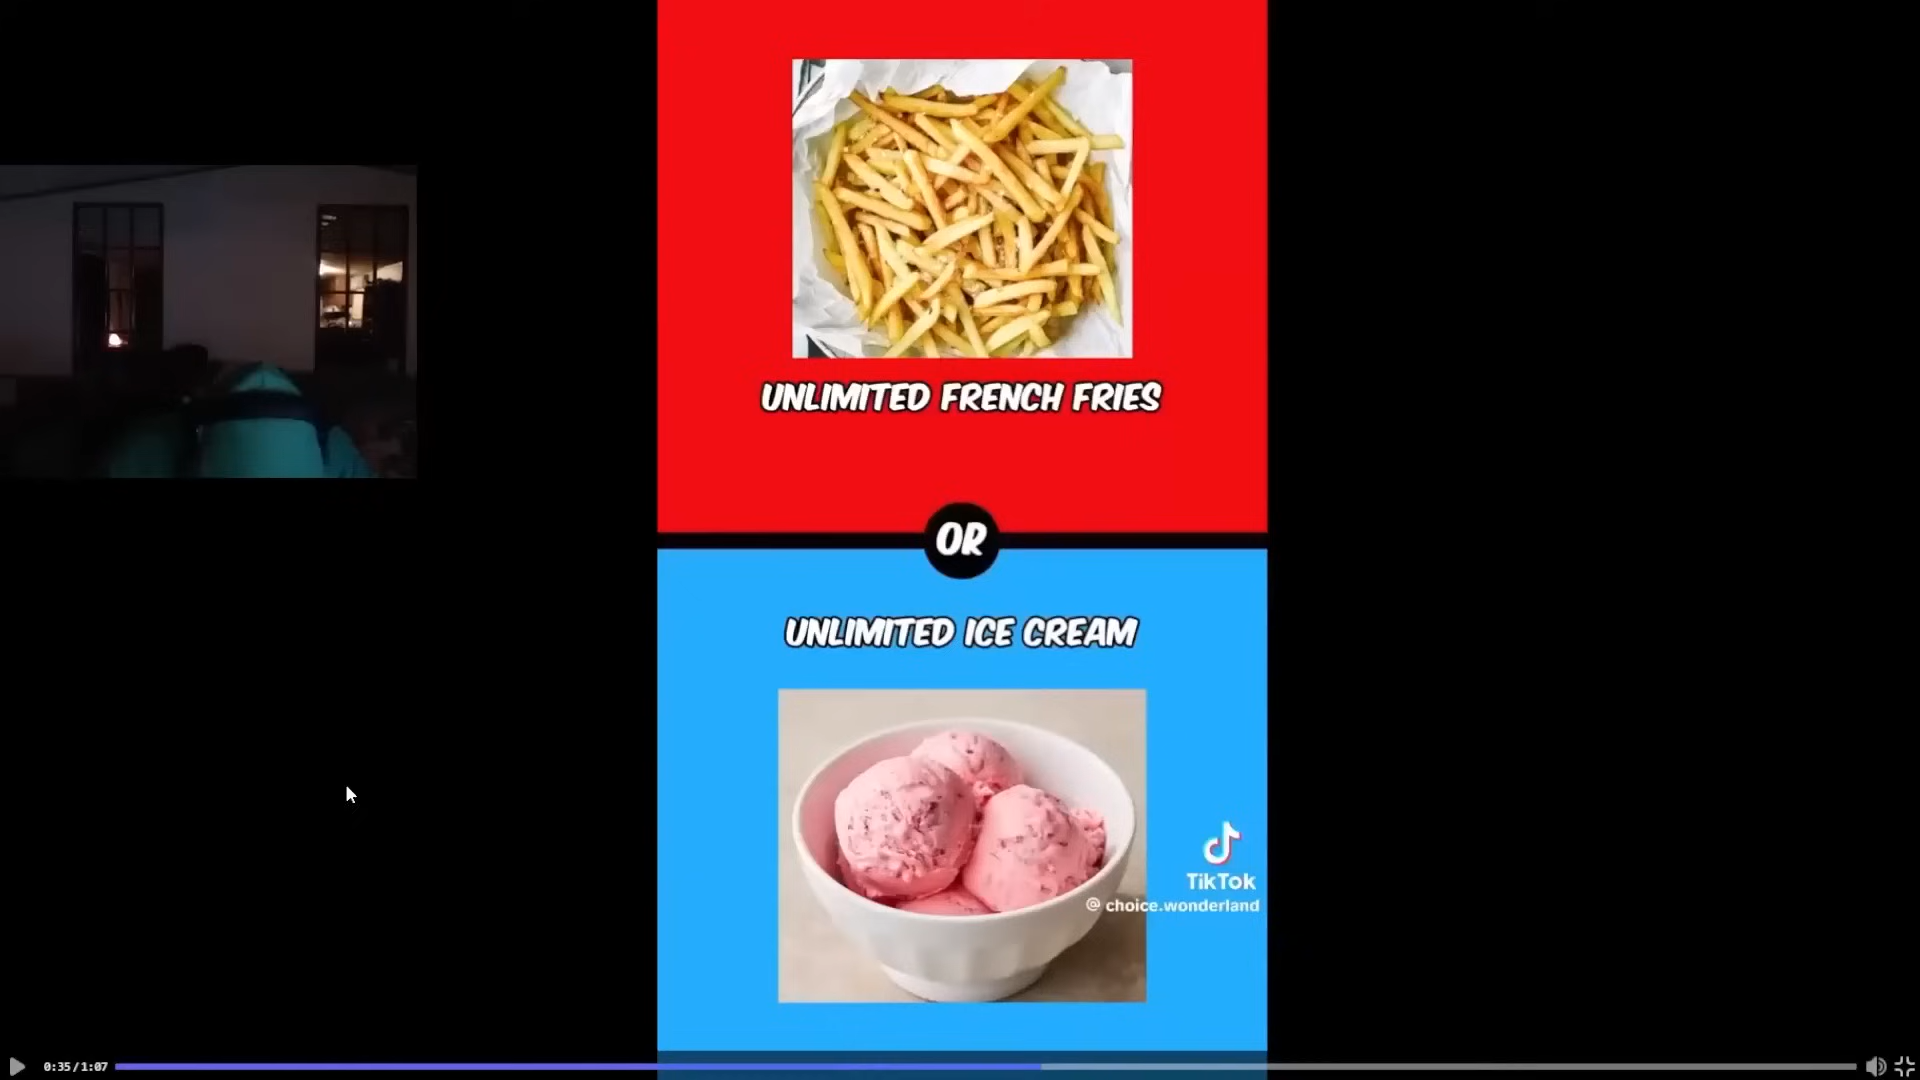 UNLIMITED FRENCH FRIES
OR
UNLIMITED ICE CREAM
TikTok
@ choice.wonderland
0:35/1:07